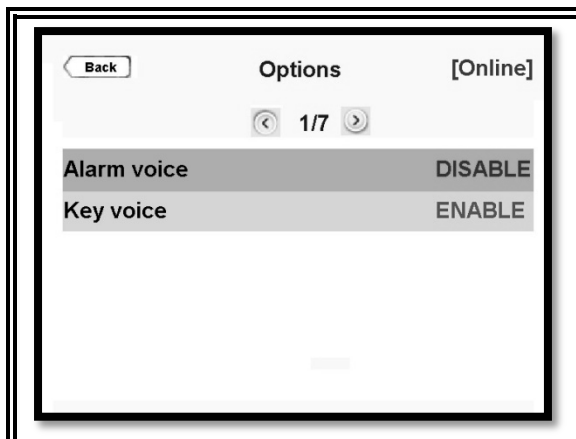 Back Options [Online]
1/7
Alarm voice DISABLE
Key voice ENABLE